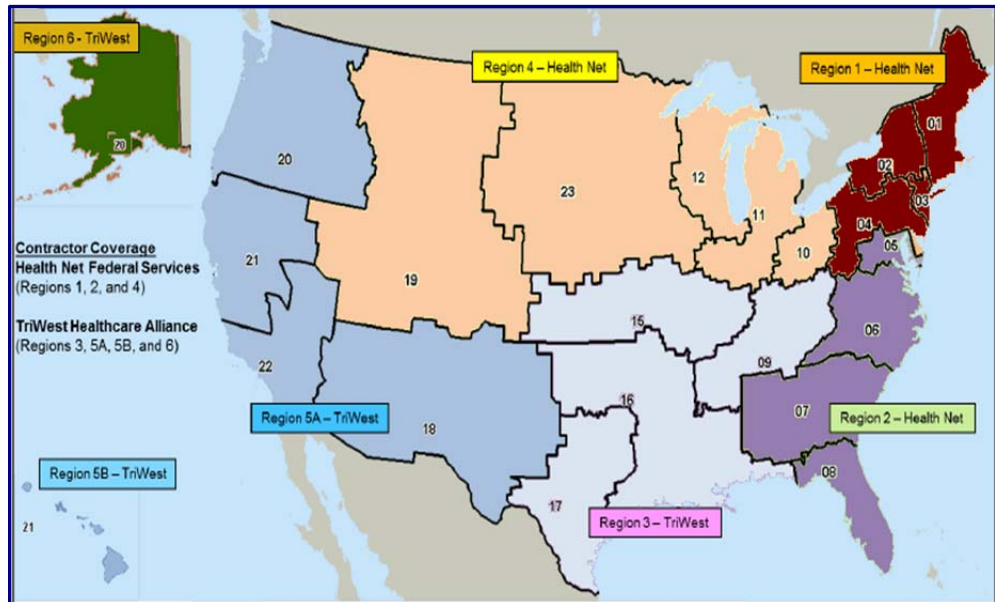 Region 6 - TriWest
Region 4 – Health Net
Region 1 – Health Net
20
01
02
03
04
05
20
12
23
11
10
Contractor Coverage
Health Net Federal Services
(Regions 1, 2, and 4)
TriWest Healthcare Alliance
(Regions 3, 5A, 5B, and 6)
21
19
15
06
09
22
16
07
Region 5A – TriWest
18
Region 2 – Health Net
Region 5B – TriWest
08
21
17
Region 3 – TriWest